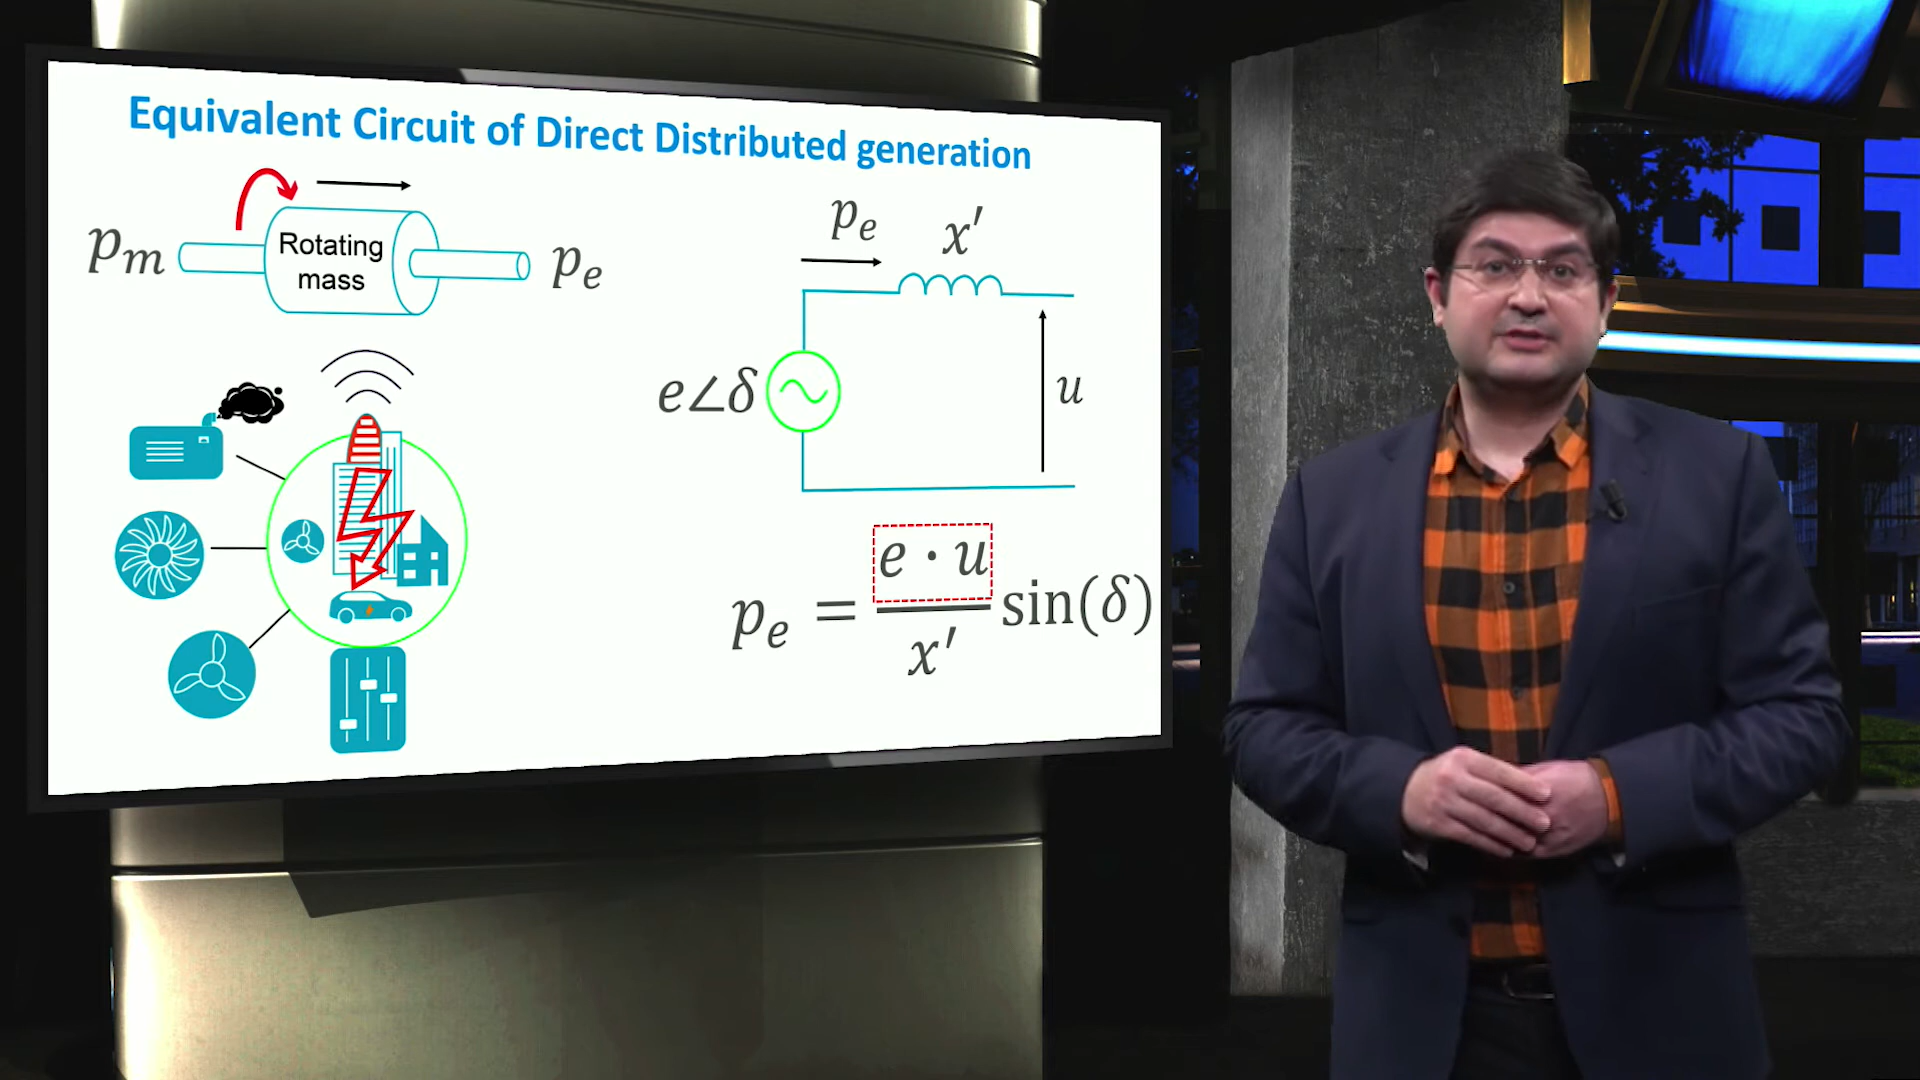 Equivalent Circuit of Direct Distributed generation
pₘ
Rotating
mass
pₑ
pₑ
x′
e∠δ
u
pₑ = e · u / x′ sin(δ)